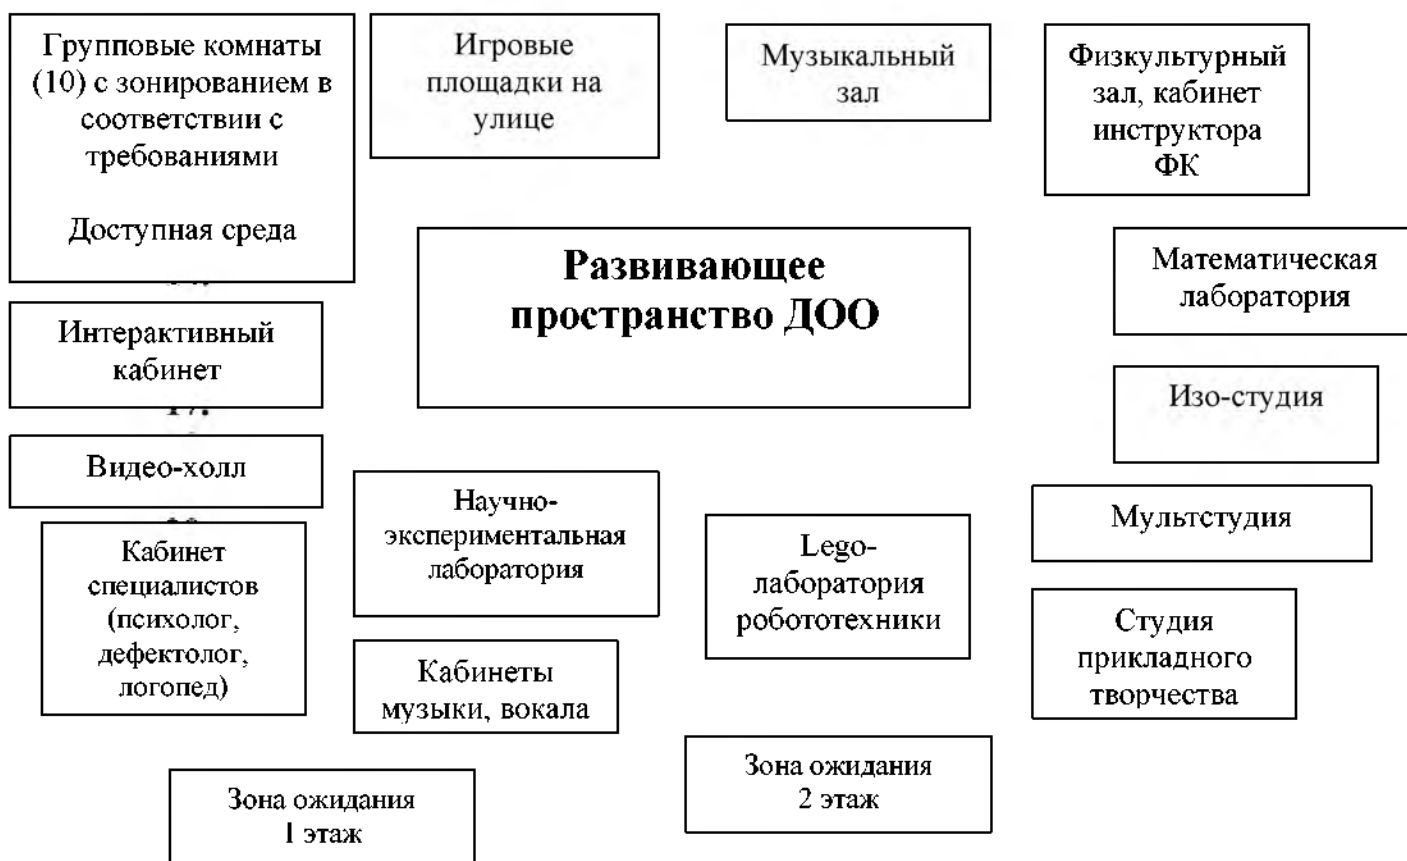 Групповые комнаты
(10) с зонированием в
соответствии с
требованиями
Доступная среда
Игровые
площадки на
улице
Музыкальный
зал
Физкультурный
зал, кабинет
инструктора
ФК
Развивающее
пространство ДОО
Математическая
лаборатория
Интерактивный
кабинет
Изо-студия
Видео-холл
Научно-
экспериментальная
лаборатория
Lego-
лаборатория
робототехники
Мультстудия
Кабинет
специалистов
(психолог,
дефектолог,
логопед)
Кабинеты
музыки, вокала
Студия
прикладного
творчества
Зона ожидания
1 этаж
Зона ожидания
2 этаж